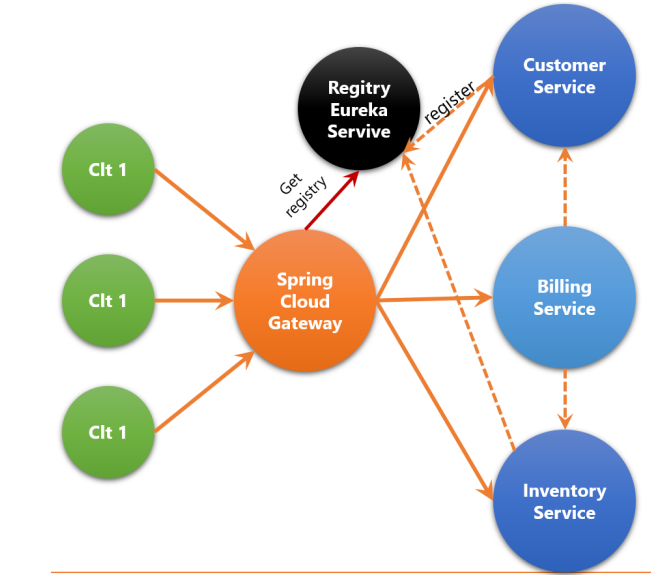 Regitry
Eureka
Servive
Customer
Service
register
Clt 1
Get
registry
Spring
Cloud
Gateway
Clt 1
Billing
Service
Clt 1
Inventory
Service